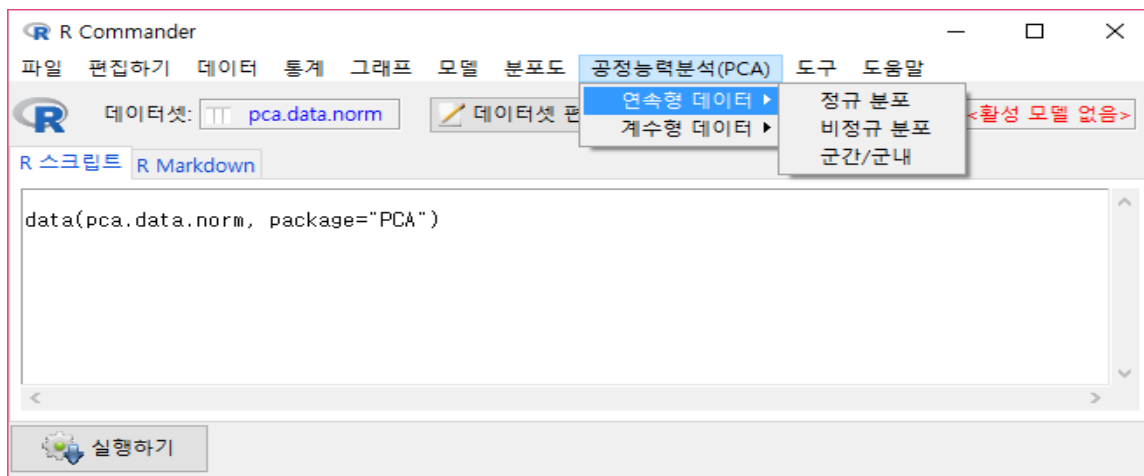 R Commander
파일 편집하기 데이터 통계 그래프 모델 분포도 공정능력분석(PCA) 도구 도움말
연속형 데이터 정규 분포
계수형 데이터 비정규 분포
군간/군내
R 데이터셋: pca.data.norm 데이터셋 편 <활성 모델 없음>
R 스크립트 R Markdown
data(pca.data.norm, package="PCA")
실행하기